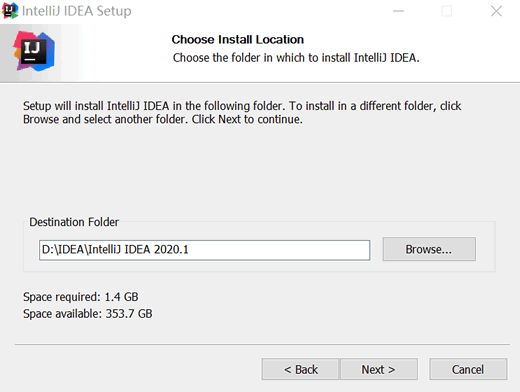 IntelliJ IDEA Setup
IJ
Choose Install Location
Choose the folder in which to install IntelliJ IDEA.
Setup will install IntelliJ IDEA in the following folder. To install in a different folder, click
Browse and select another folder. Click Next to continue.
Destination Folder
D:\IDEA\IntelliJ IDEA 2020.1
Browse...
Space required: 1.4 GB
Space available: 353.7 GB
< Back
Next >
Cancel